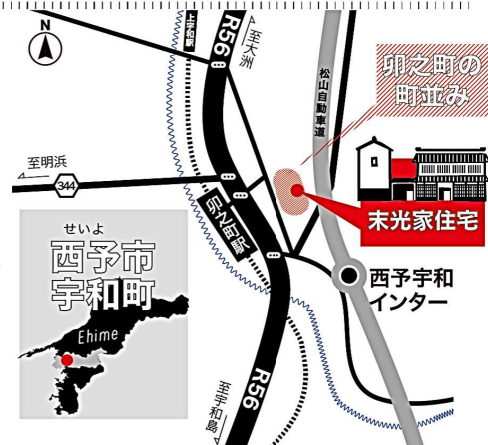 N
上宇和駅
R56
至大洲
松山自動車道
卯之町の
町並み
至明浜
344
卯之町駅
末光家住宅
せいよ
西予市
宇和町
Ehime
西予宇和
インター
至宇和島
R56